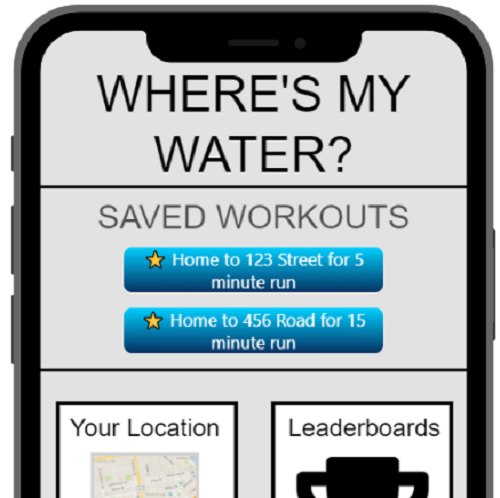 WHERE'S MY
WATER?
SAVED WORKOUTS
Home to 123 Street for 5
minute run
Home to 456 Road for 15
minute run
Your Location
Leaderboards